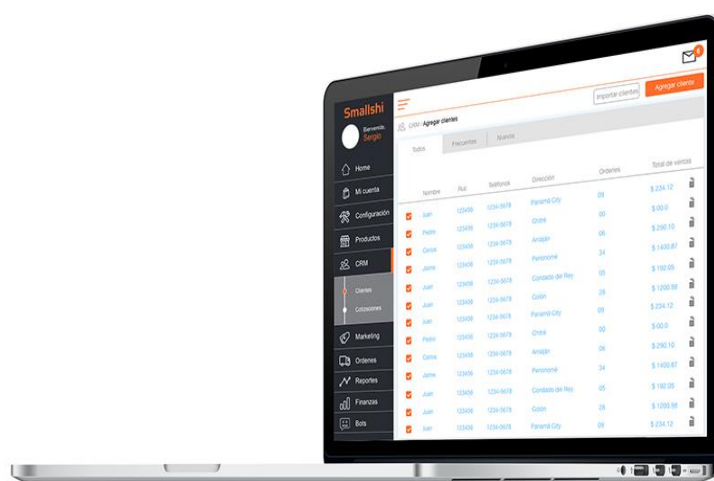 Smallshi
Bienvenido,
Sergio
Home
Mi cuenta
Configuración
Productos
CRM
Clientes
Cotizaciones
Marketing
Ordenes
Reportes
Finanzas
Bots
CRM / Agregar clientes
Importar clientes
Agregar cliente
Todos Frecuentes Nuevos
Nombre Ruc Teléfonos Dirección Ordenes Total de ventas
Juan 123456 1234-5678 Panamá City 09 $ 234.12
Pedro 123456 1234-5678 Chitré 00 $ 00.0
Carlos 123456 1234-5678 Arraiján 06 $ 290.10
Jaime 123456 1234-5678 Penonomé 34 $ 1400.87
Juan 123456 1234-5678 Condado del Rey 05 $ 192.05
Juan 123456 1234-5678 Colón 28 $ 1200.58
Juan 123456 1234-5678 Panamá City 09 $ 234.12
Pedro 123456 1234-5678 Chitré 00 $ 00.0
Carlos 123456 1234-5678 Arraiján 06 $ 290.10
Jaime 123456 1234-5678 Penonomé 34 $ 1400.87
Juan 123456 1234-5678 Condado del Rey 05 $ 192.05
Juan 123456 1234-5678 Colón 28 $ 1200.58
Juan 123456 1234-5678 Panamá City 09 $ 234.12